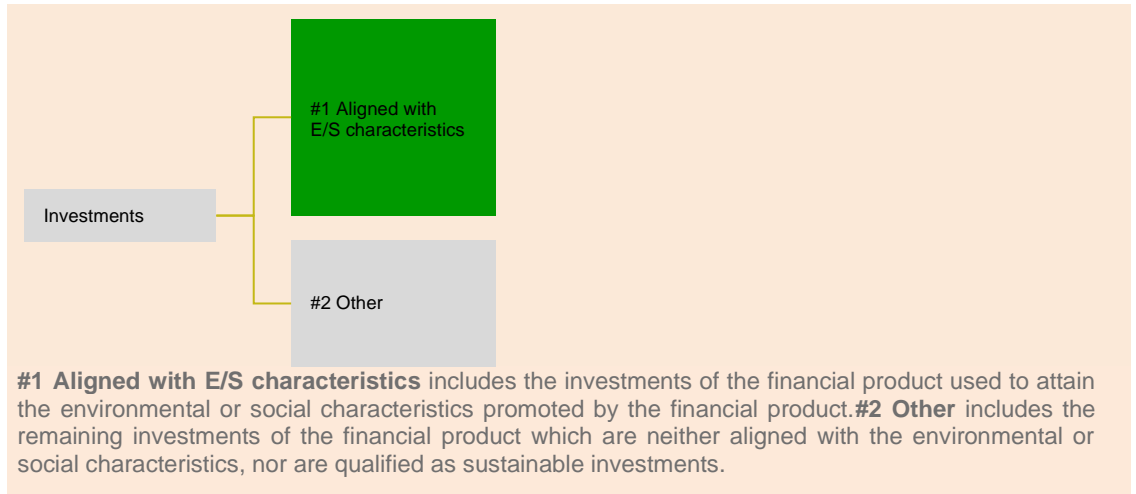 #1 Aligned with
E/S characteristics
Investments
#2 Other
#1 Aligned with E/S characteristics includes the investments of the financial product used to attain
the environmental or social characteristics promoted by the financial product.#2 Other includes the
remaining investments of the financial product which are neither aligned with the environmental or
social characteristics, nor are qualified as sustainable investments.